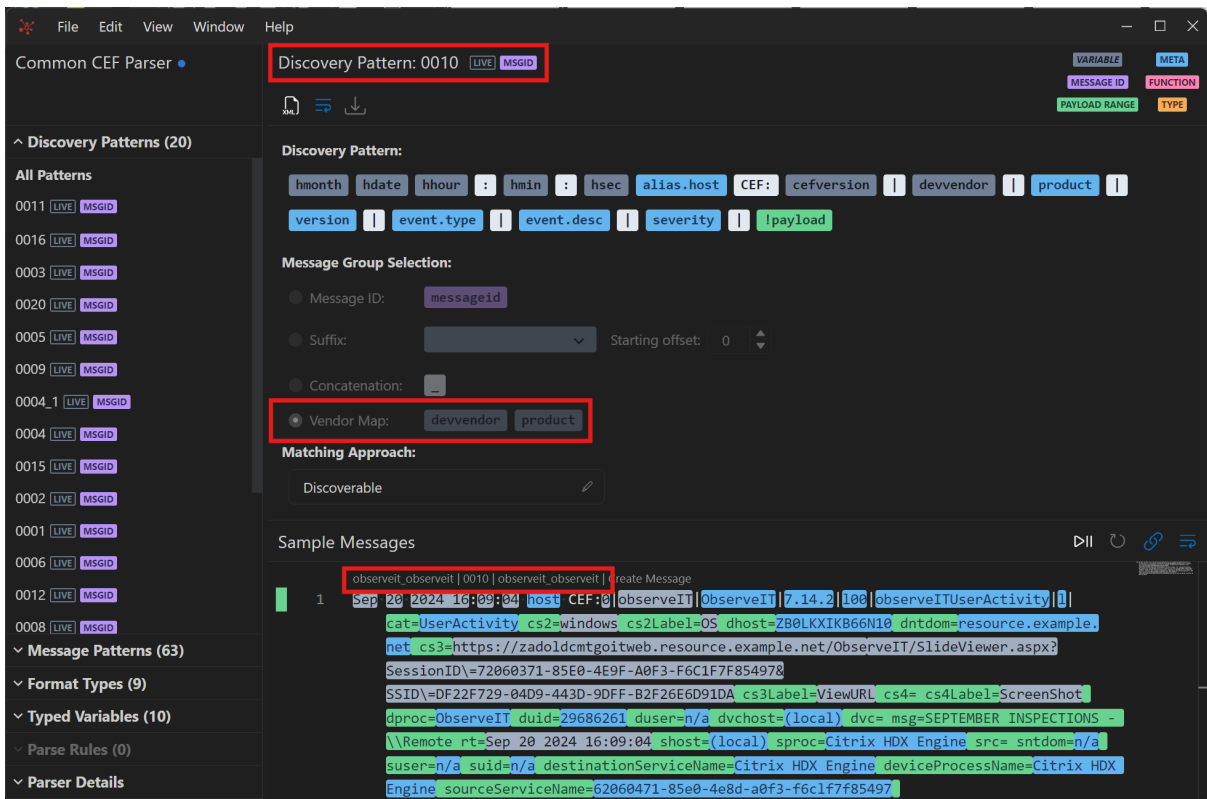 File Edit View Window Help
Common CEF Parser
Discovery Pattern: 0010 LIVE MSGID
VARIABLE META
MESSAGE ID FUNCTION
PAYLOAD RANGE TYPE
XML
Discovery Patterns (20)
All Patterns
0011 LIVE MSGID
0016 LIVE MSGID
0003 LIVE MSGID
0020 LIVE MSGID
0005 LIVE MSGID
0009 LIVE MSGID
0004_1 LIVE MSGID
0004 LIVE MSGID
0015 LIVE MSGID
0002 LIVE MSGID
0001 LIVE MSGID
0006 LIVE MSGID
0012 LIVE MSGID
0008 LIVE MSGID
Message Patterns (63)
Format Types (9)
Typed Variables (10)
Parse Rules (0)
Parser Details
Discovery Pattern:
hmonth hdate hhour : hmin : hsec alias.host CEF: cefversion | devvendor | product |
version | event.type | event.desc | severity | !payload
Message Group Selection:
Message ID: messageid
Suffix: Starting offset: 0
Concatenation: _
Vendor Map: devvendor product
Matching Approach:
Discoverable
Sample Messages
observeit_observeit | 0010 | observeit_observeit | Create Message
1 Sep 20 2024 16:09:04 host CEF:0|observeIT|ObserveIT|7.14.2|100|observeITUserActivity|1|
cat=UserActivity cs2=windows cs2Label=OS dhost=ZB0LKXIKB66N10 dntdom=resource.example.
net cs3=https://zadoldcmtgoitweb.resource.example.net/ObserveIT/SlideViewer.aspx?
SessionID\=72060371-85E0-4E9F-A0F3-F6C1F7F85497&
SSID\=DF22F729-04D9-443D-9DFF-B2F26E6D91DA cs3Label=ViewURL cs4= cs4Label=ScreenShot
dproc=ObserveIT duid=29686261 duser=n/a dvchost=(local) dvc= msg=SEPTEMBER INSPECTIONS -
\\Remote rt=Sep 20 2024 16:09:04 shost=(local) sproc=Citrix HDX Engine src= sntdom=n/a
suser=n/a suid=n/a destinationServiceName=Citrix HDX Engine deviceProcessName=Citrix HDX
Engine sourceServiceName=62060471-85e0-4e8d-a0f3-f6c1f7f85497